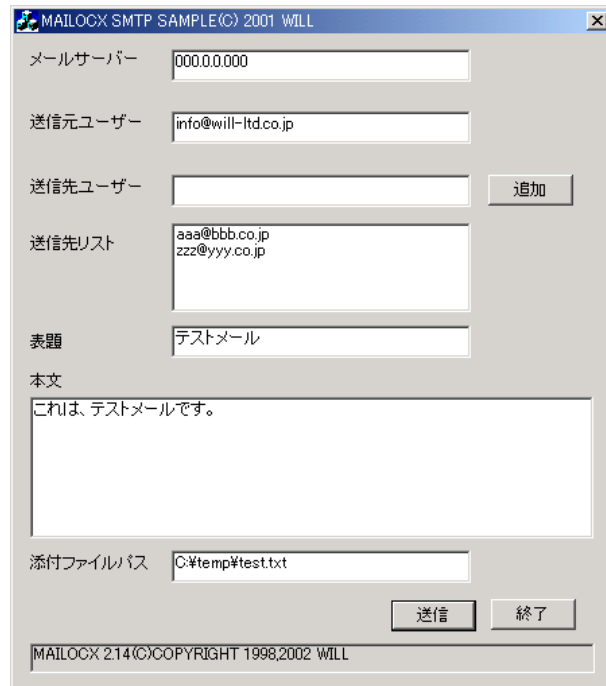 MAILOCX SMTP SAMPLE(C) 2001 WILL
メールサーバー 000.0.0.000
送信元ユーザー info@will-ltd.co.jp
送信先ユーザー 追加
送信先リスト aaa@bbb.co.jp
zzz@yyy.co.jp
表題 テストメール
本文
これは、テストメールです。
添付ファイルパス C:¥temp¥test.txt
送信 終了
MAILOCX 2.14(C)COPYRIGHT 1998,2002 WILL